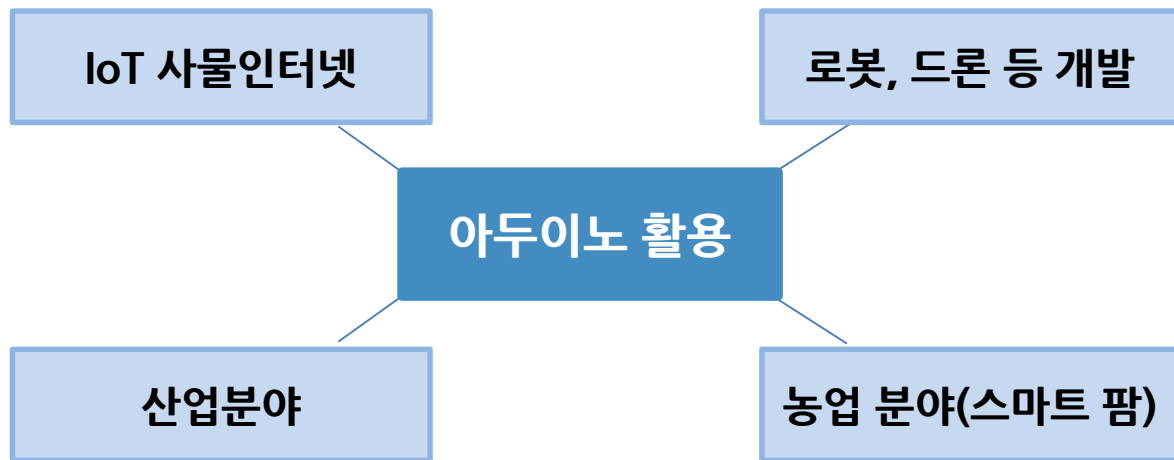 IoT 사물인터넷
로봇, 드론 등 개발
아두이노 활용
산업분야
농업 분야(스마트 팜)